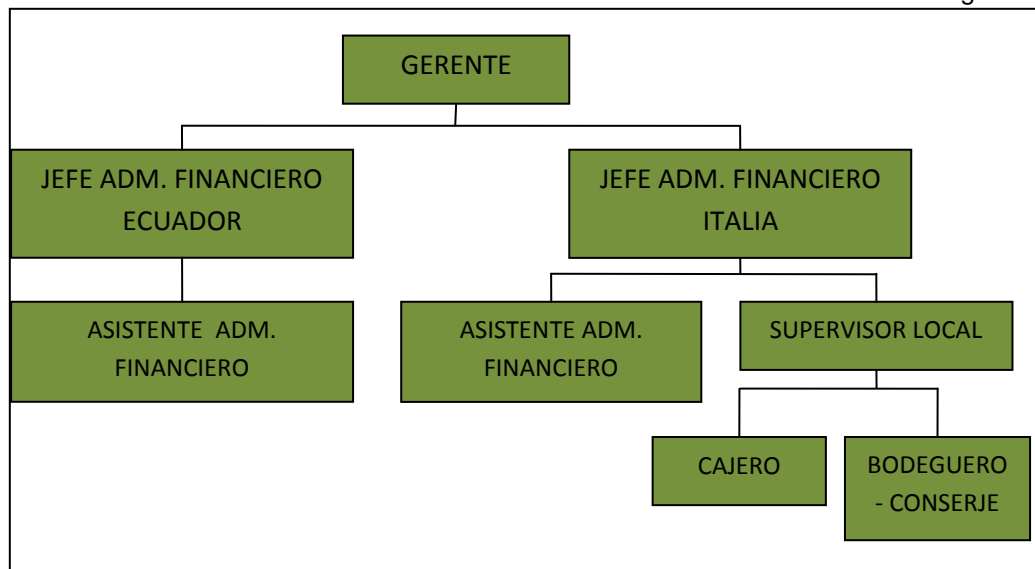 GERENTE
JEFE ADM. FINANCIERO
ECUADOR
JEFE ADM. FINANCIERO
ITALIA
ASISTENTE ADM.
FINANCIERO
ASISTENTE ADM.
FINANCIERO
SUPERVISOR LOCAL
CAJERO
BODEGUERO
- CONSERJE